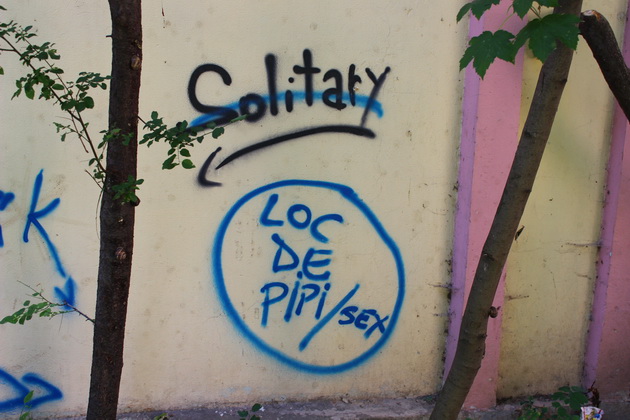 Solitary
LOC
DE
PIPI/SEX